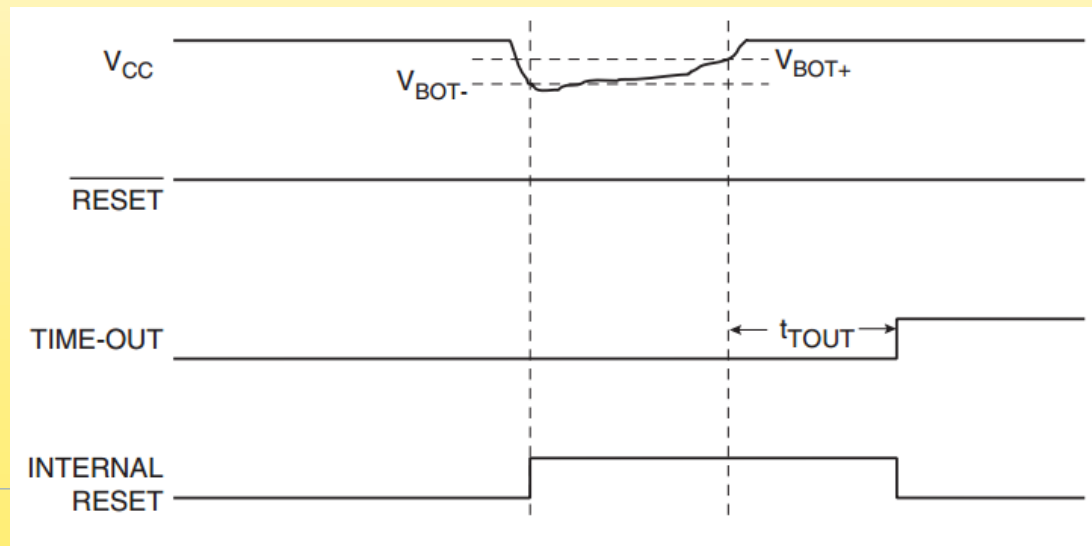 VCC
VBOT-
VBOT+
RESET
TIME-OUT
tTOUT
INTERNAL
RESET